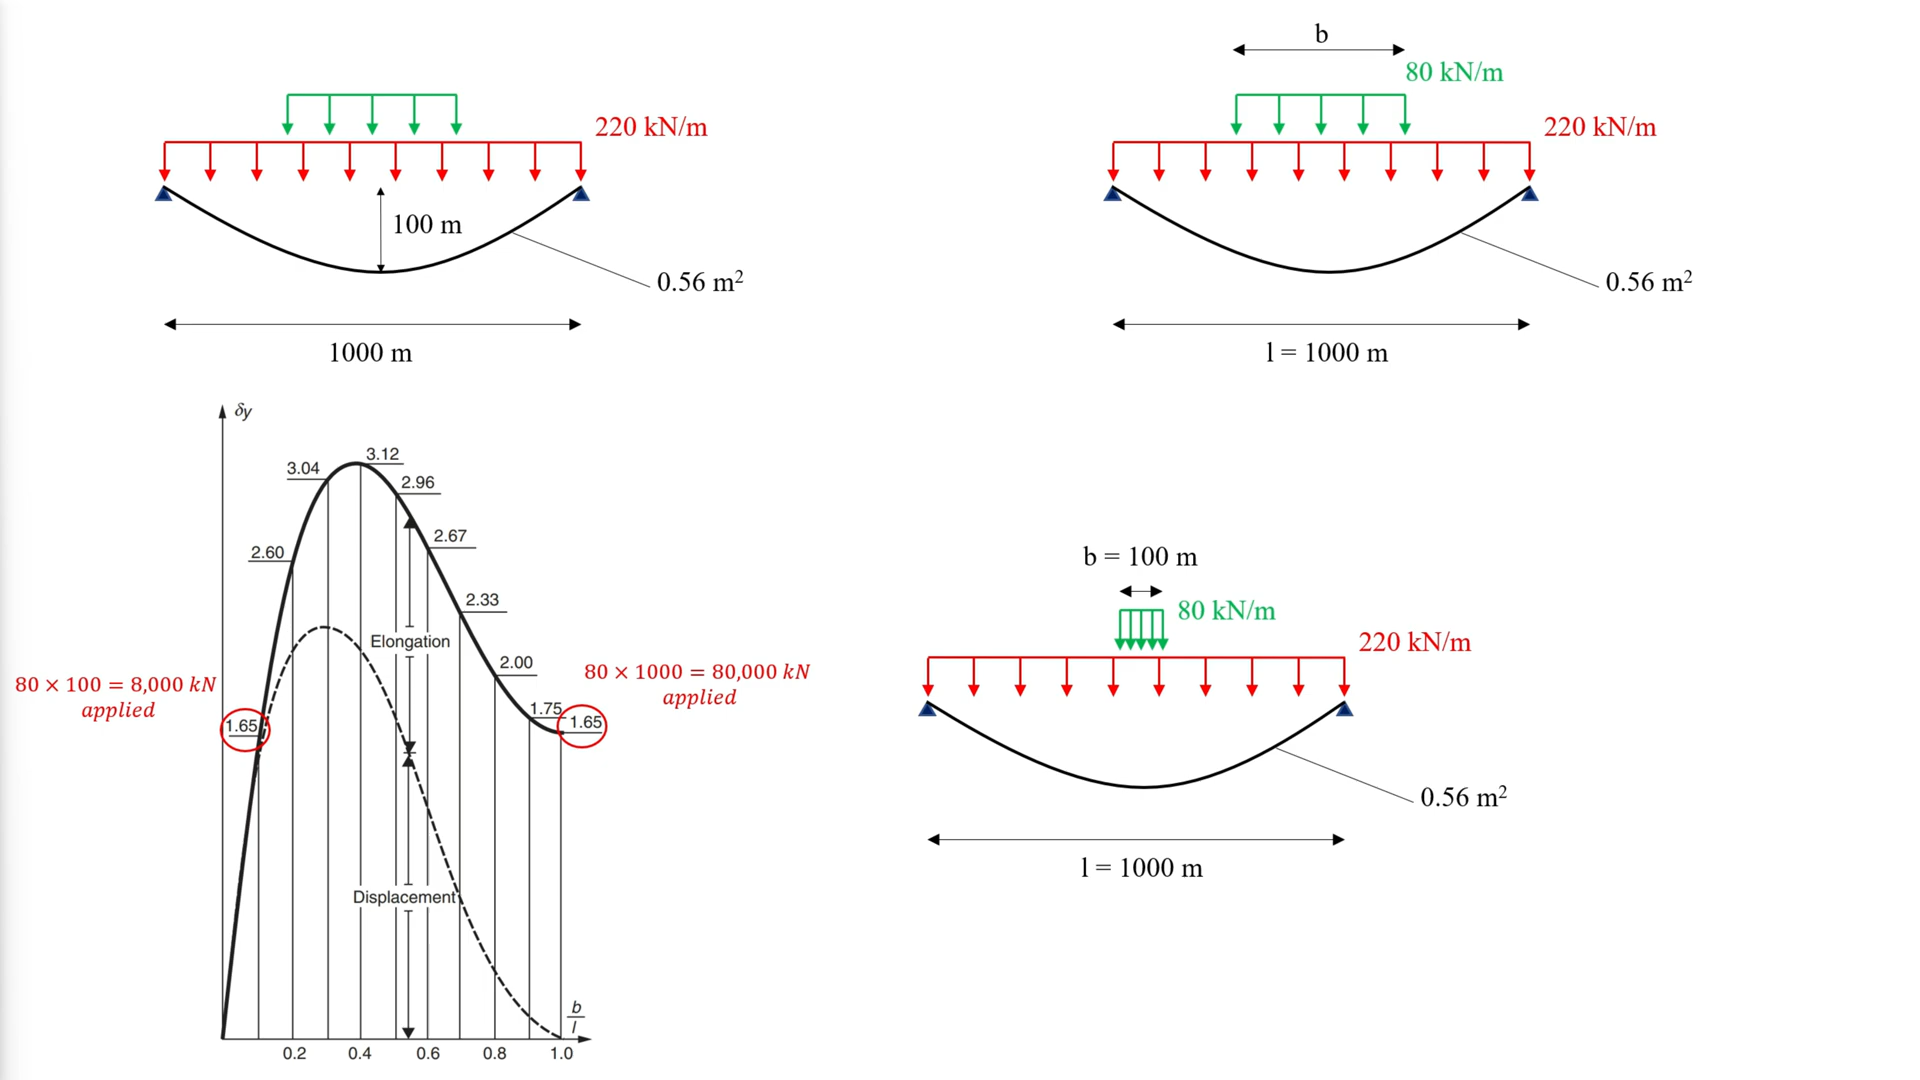 220 kN/m
100 m
0.56 m²
1000 m
b
80 kN/m
220 kN/m
0.56 m²
l = 1000 m
δy
3.12
3.04
2.96
2.60
2.67
2.33
Elongation
2.00
1.75
1.65
1.65
80 × 100 = 8,000 kN
applied
80 × 1000 = 80,000 kN
applied
Displacement
b
l
0.2 0.4 0.6 0.8 1.0
b = 100 m
80 kN/m
220 kN/m
0.56 m²
l = 1000 m